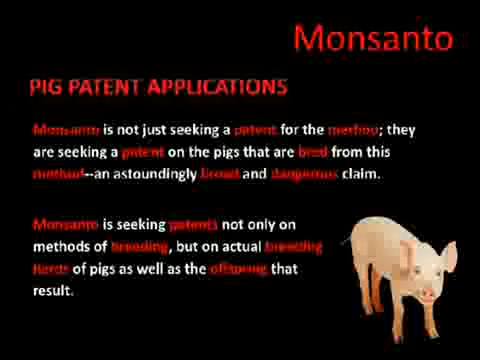 Monsanto
PIG PATENT APPLICATIONS
Monsanto is not just seeking a patent for the method; they
are seeking a patent on the pigs that are bred from this
method--an astoundingly broad and dangerous claim.
Monsanto is seeking patents not only on
methods of breeding, but on actual breeding
herds of pigs as well as the offspring that
result.